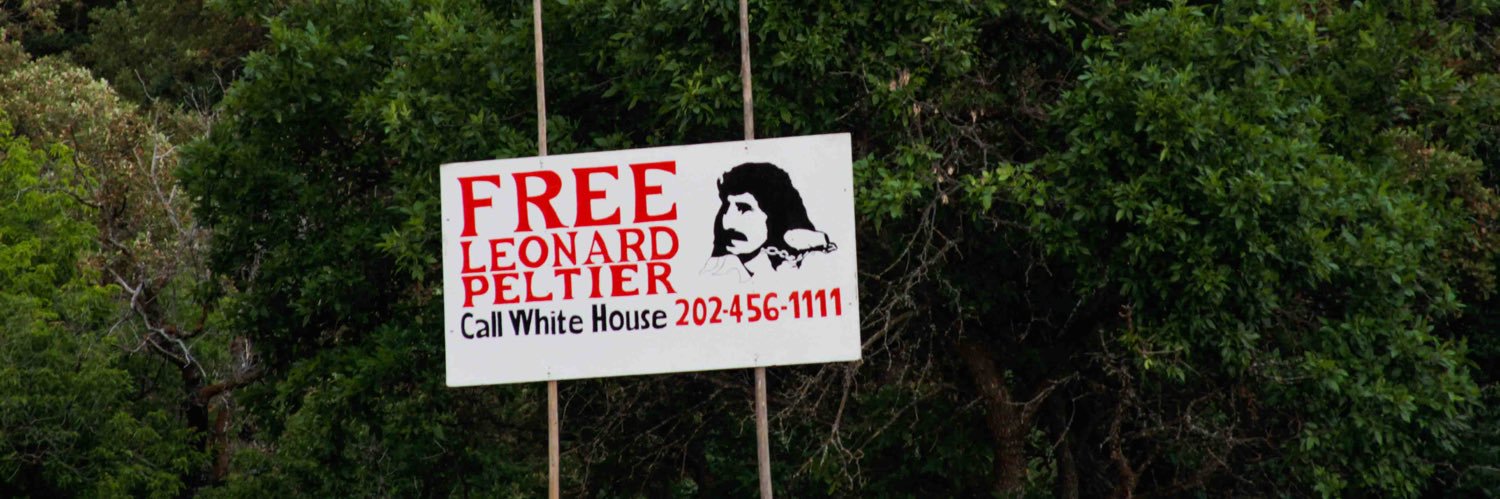 FREE
LEONARD
PELTIER
Call White House 202-456-1111